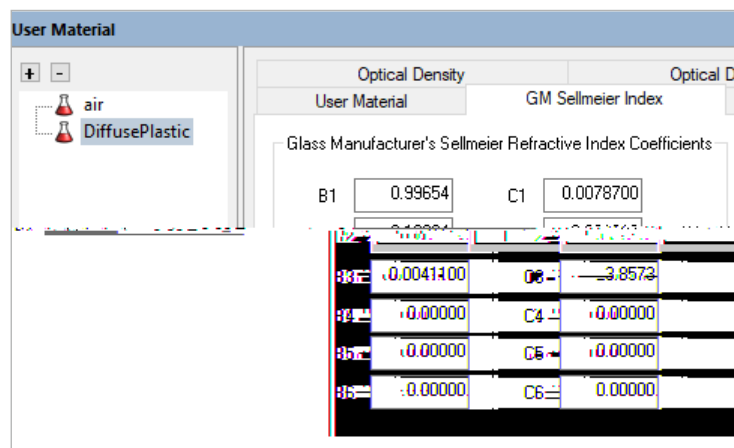 User Material
+ -
air
DiffusePlastic
Optical Density Optical D
User Material GM Sellmeier Index
Glass Manufacturer's Sellmeier Refractive Index Coefficients
B1 0.99654 C1 0.0078700
B3 0.0041100 C3 3.8573
B4 0.00000 C4 0.00000
B5 0.00000 C5 0.00000
B6 0.00000 C6 0.00000